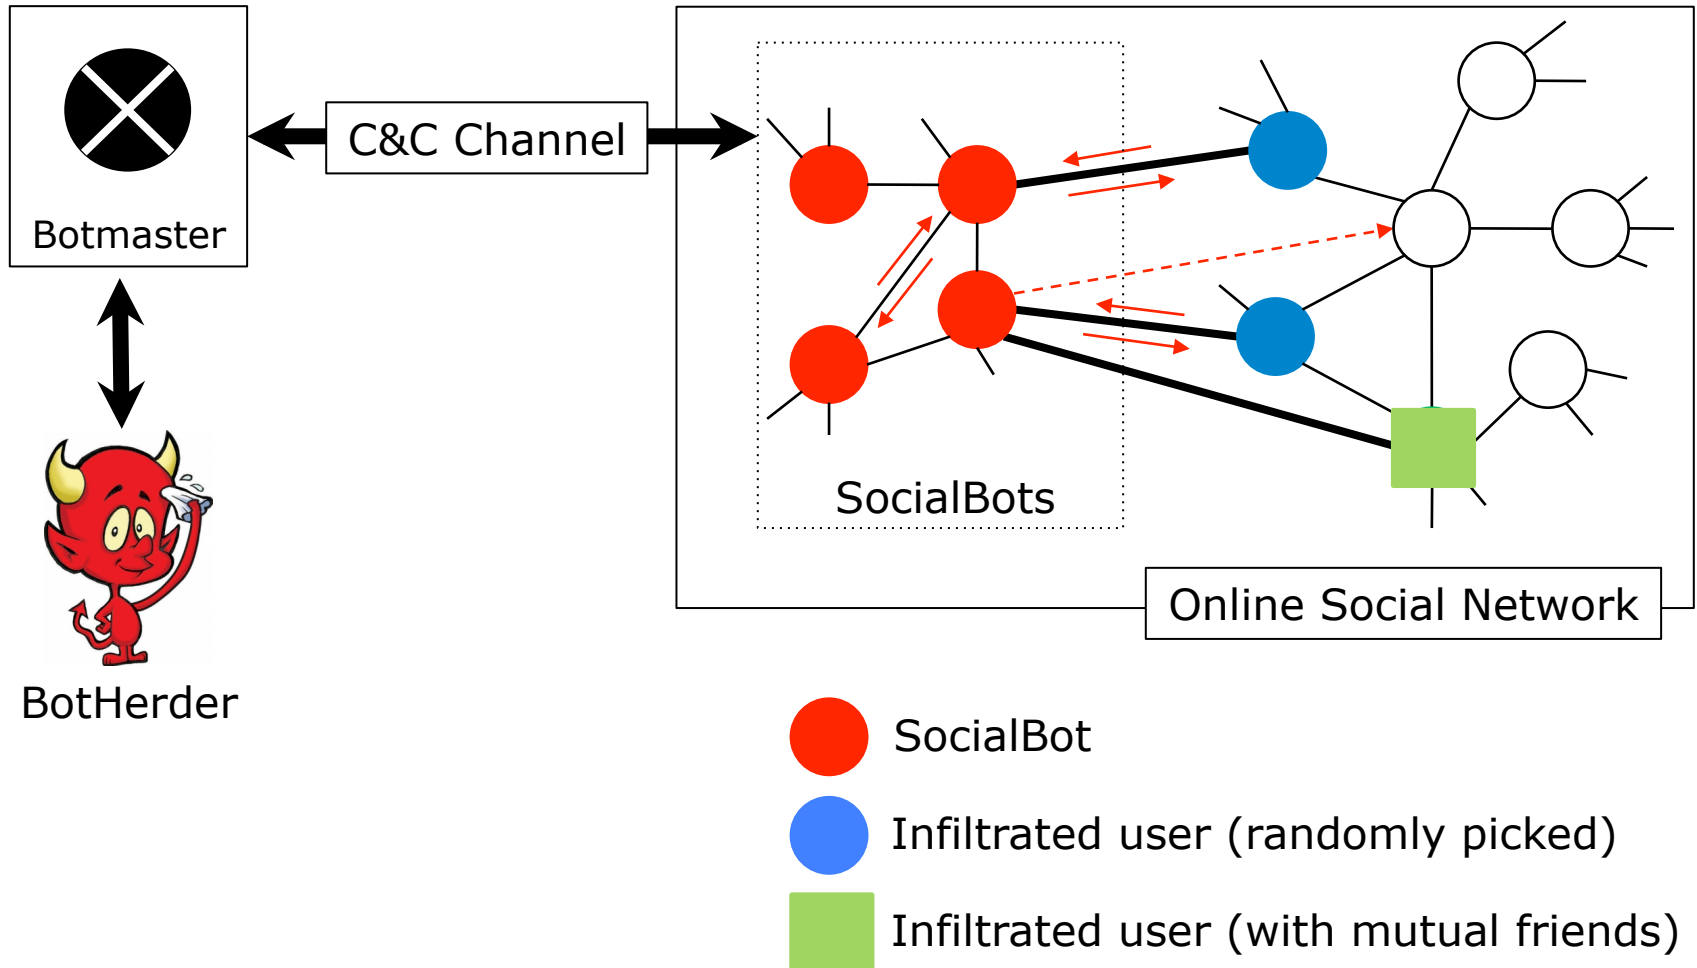 C&C Channel
Botmaster
SocialBots
Online Social Network
BotHerder
SocialBot
Infiltrated user (randomly picked)
Infiltrated user (with mutual friends)